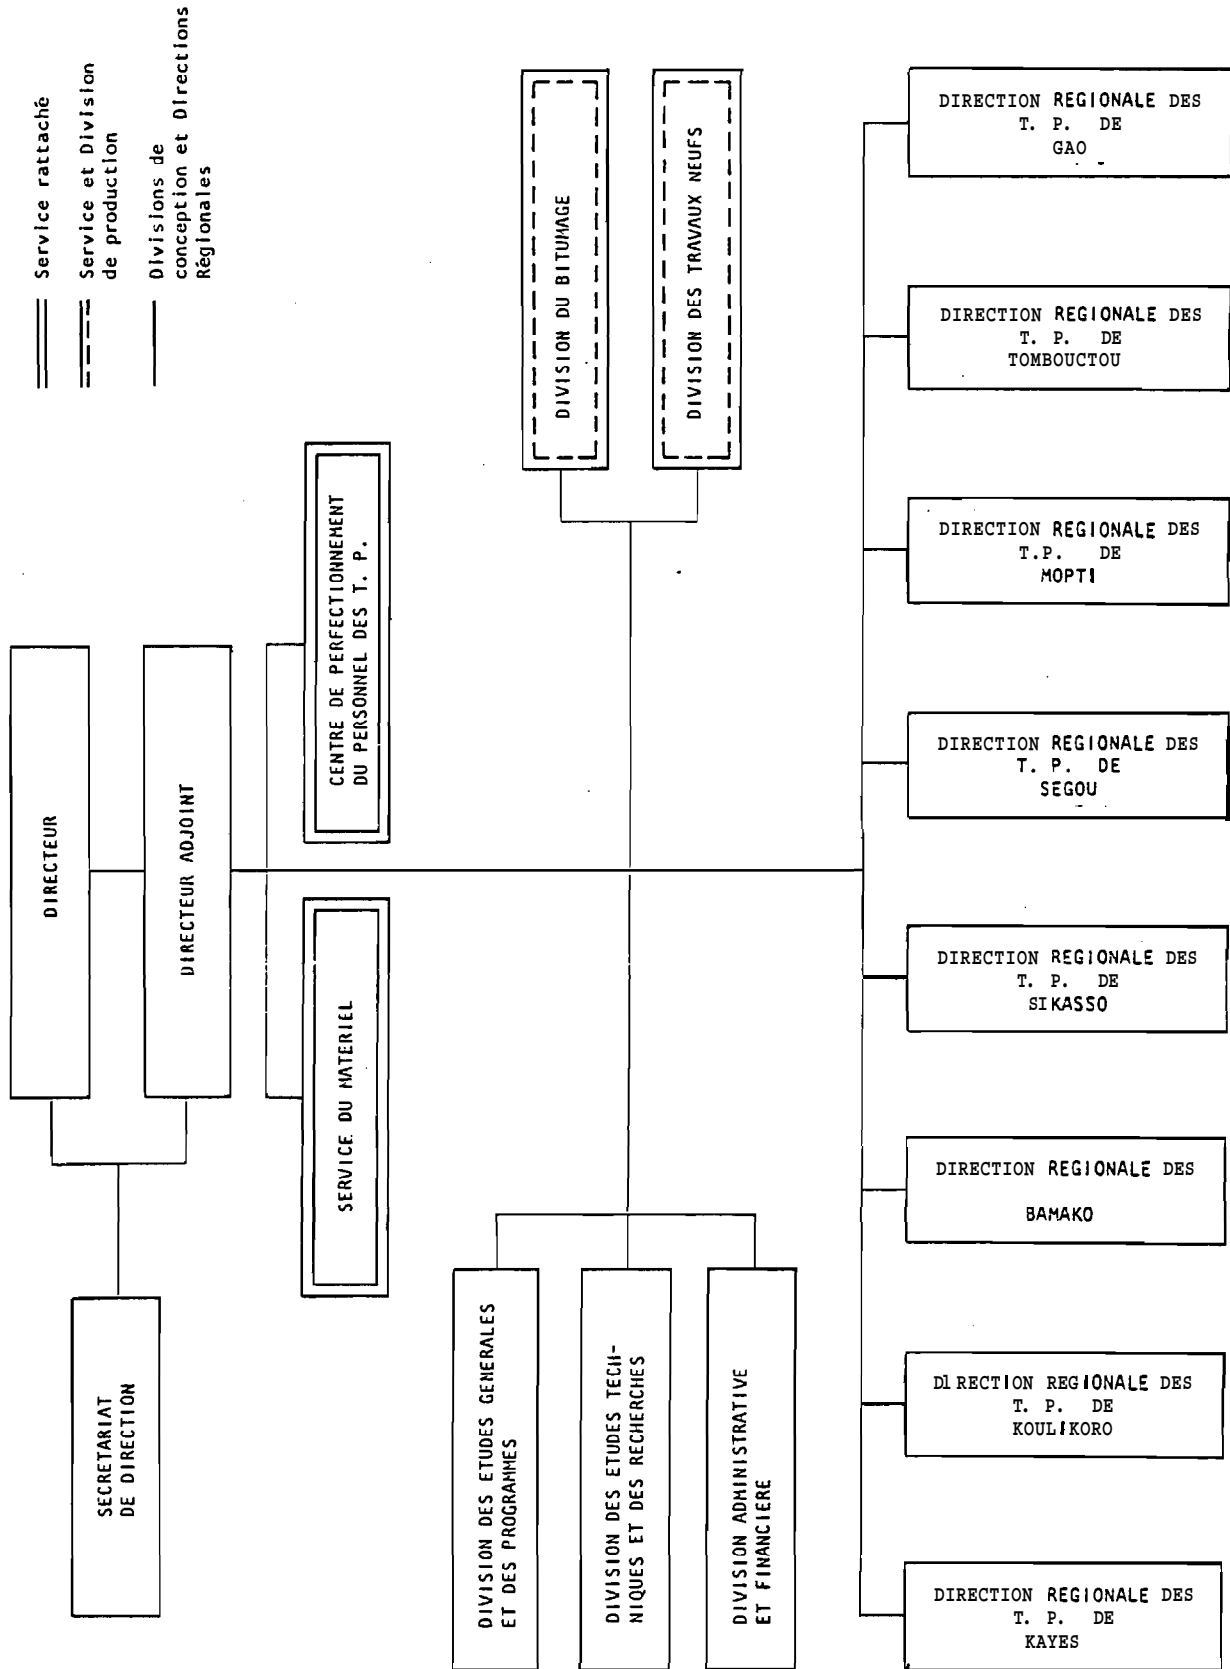 DIRECTEUR
DIRECTEUR ADJOINT
SECRETARIAT
DE DIRECTION
Service rattaché
Service et Division
de production
Divisions de
conception et Directions
Régionales
SERVICE DU MATERIEL
CENTRE DE PERFECTIONNEMENT
DU PERSONNEL DES T. P.
DIVISION DES ETUDES GENERALES
ET DES PROGRAMMES
DIVISION DES ETUDES TECH-
NIQUES ET DES RECHERCHES
DIVISION ADMINISTRATIVE
ET FINANCIERE
DIVISION DU BITUMAGE
DIVISION DES TRAVAUX NEUFS
DIRECTION REGIONALE DES
T. P. DE
KAYES
DIRECTION REGIONALE DES
T. P. DE
KOULIKORO
DIRECTION REGIONALE DES
BAMAKO
DIRECTION REGIONALE DES
T. P. DE
SIKASSO
DIRECTION REGIONALE DES
T. P. DE
SEGOU
DIRECTION REGIONALE DES
T.P. DE
MOPTI
DIRECTION REGIONALE DES
T. P. DE
TOMBOUCTOU
DIRECTION REGIONALE DES
T. P. DE
GAO